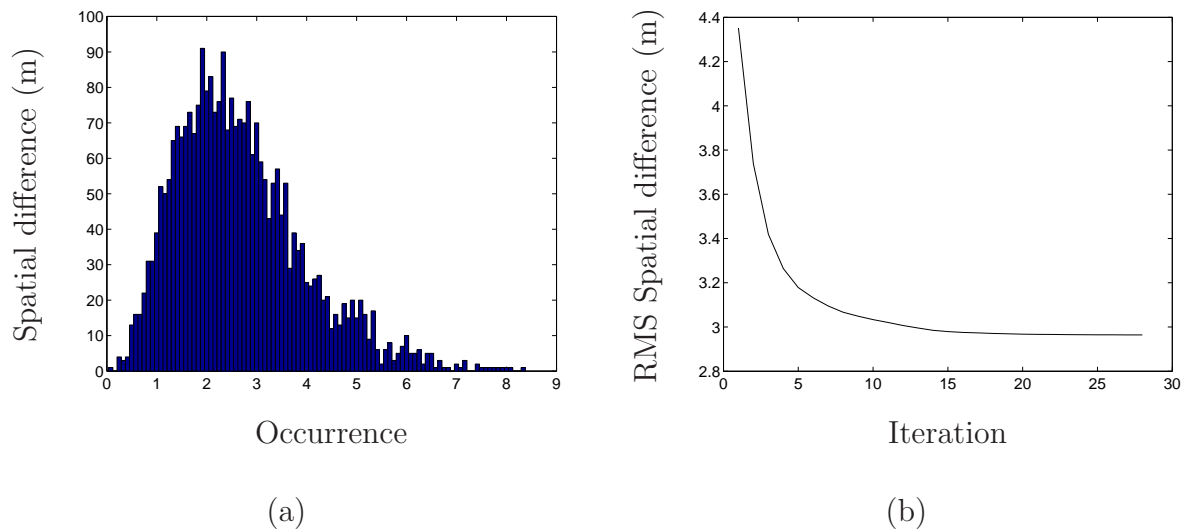 100
90
80
70
60
50
40
30
20
10
0
0 1 2 3 4 5 6 7 8 9
Spatial difference (m)
Occurrence
(a)
4.4
4.2
4
3.8
3.6
3.4
3.2
3
2.8
0 5 10 15 20 25 30
RMS Spatial difference (m)
Iteration
(b)